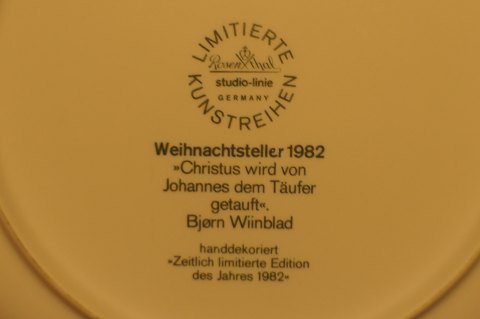 LIMITIERTE
Rosenthal
studio-linie
GERMANY
KUNSTREIHEN
Weihnachtsteller 1982
»Christus wird von
Johannes dem Täufer
getauft«.
Bjørn Wiinblad
handdekoriert
»Zeitlich limitierte Edition
des Jahres 1982«